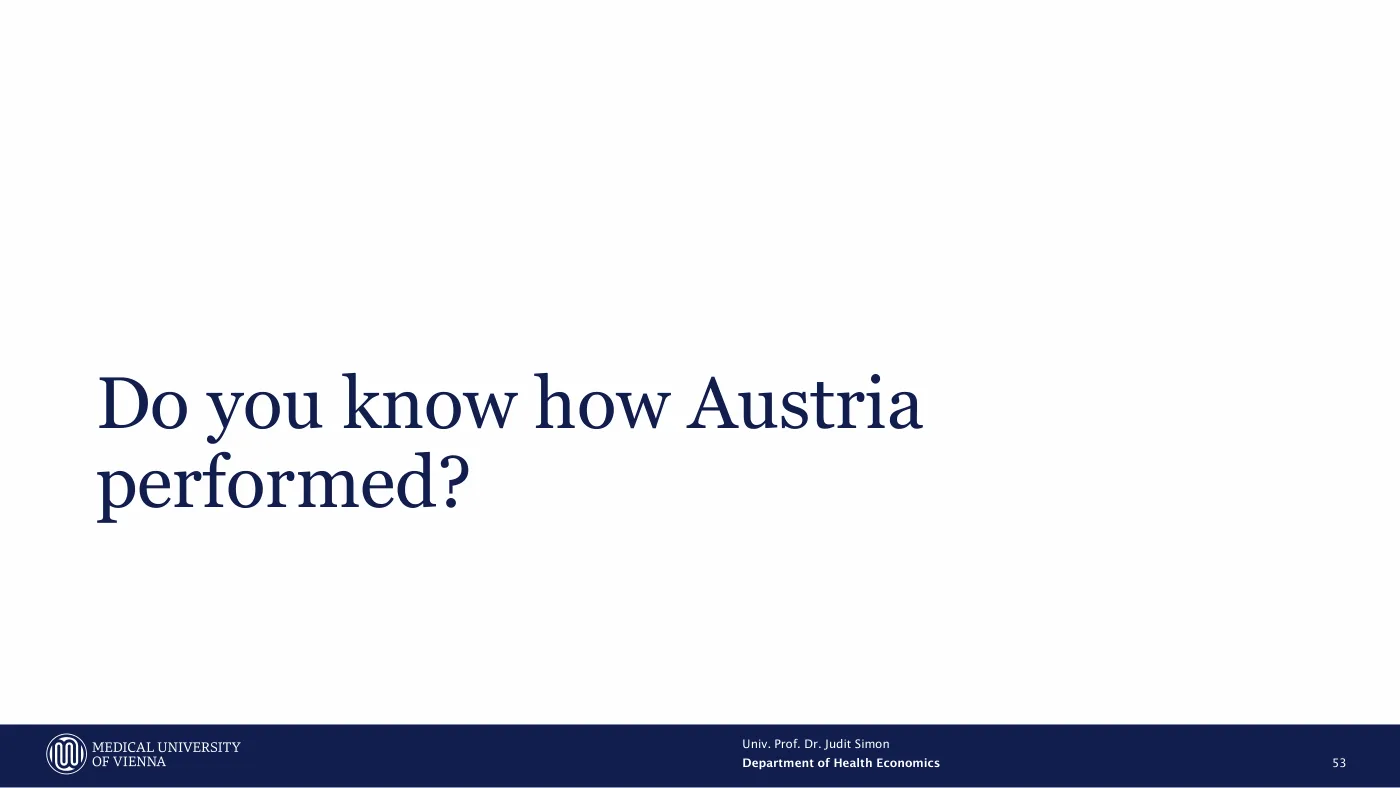 Do you know how Austria
performed?
MEDICAL UNIVERSITY
OF VIENNA
Univ. Prof. Dr. Judit Simon
Department of Health Economics
53